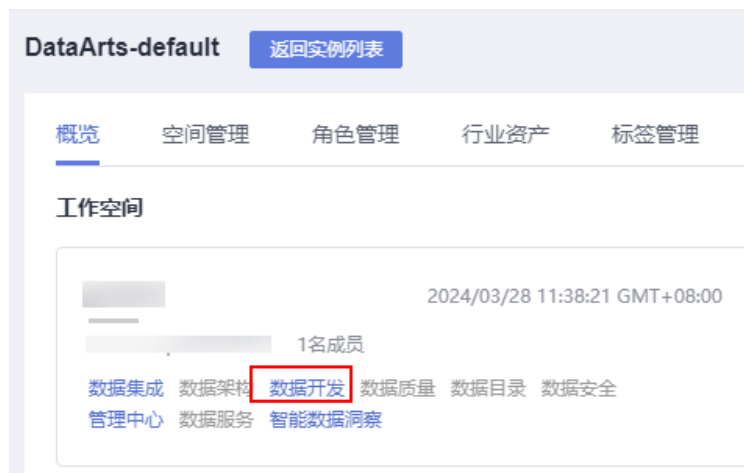 DataArts-default 返回实例列表
概览 空间管理 角色管理 行业资产 标签管理
工作空间
2024/03/28 11:38:21 GMT+08:00
1名成员
数据集成 数据架构 数据开发 数据质量 数据目录 数据安全
管理中心 数据服务 智能数据洞察